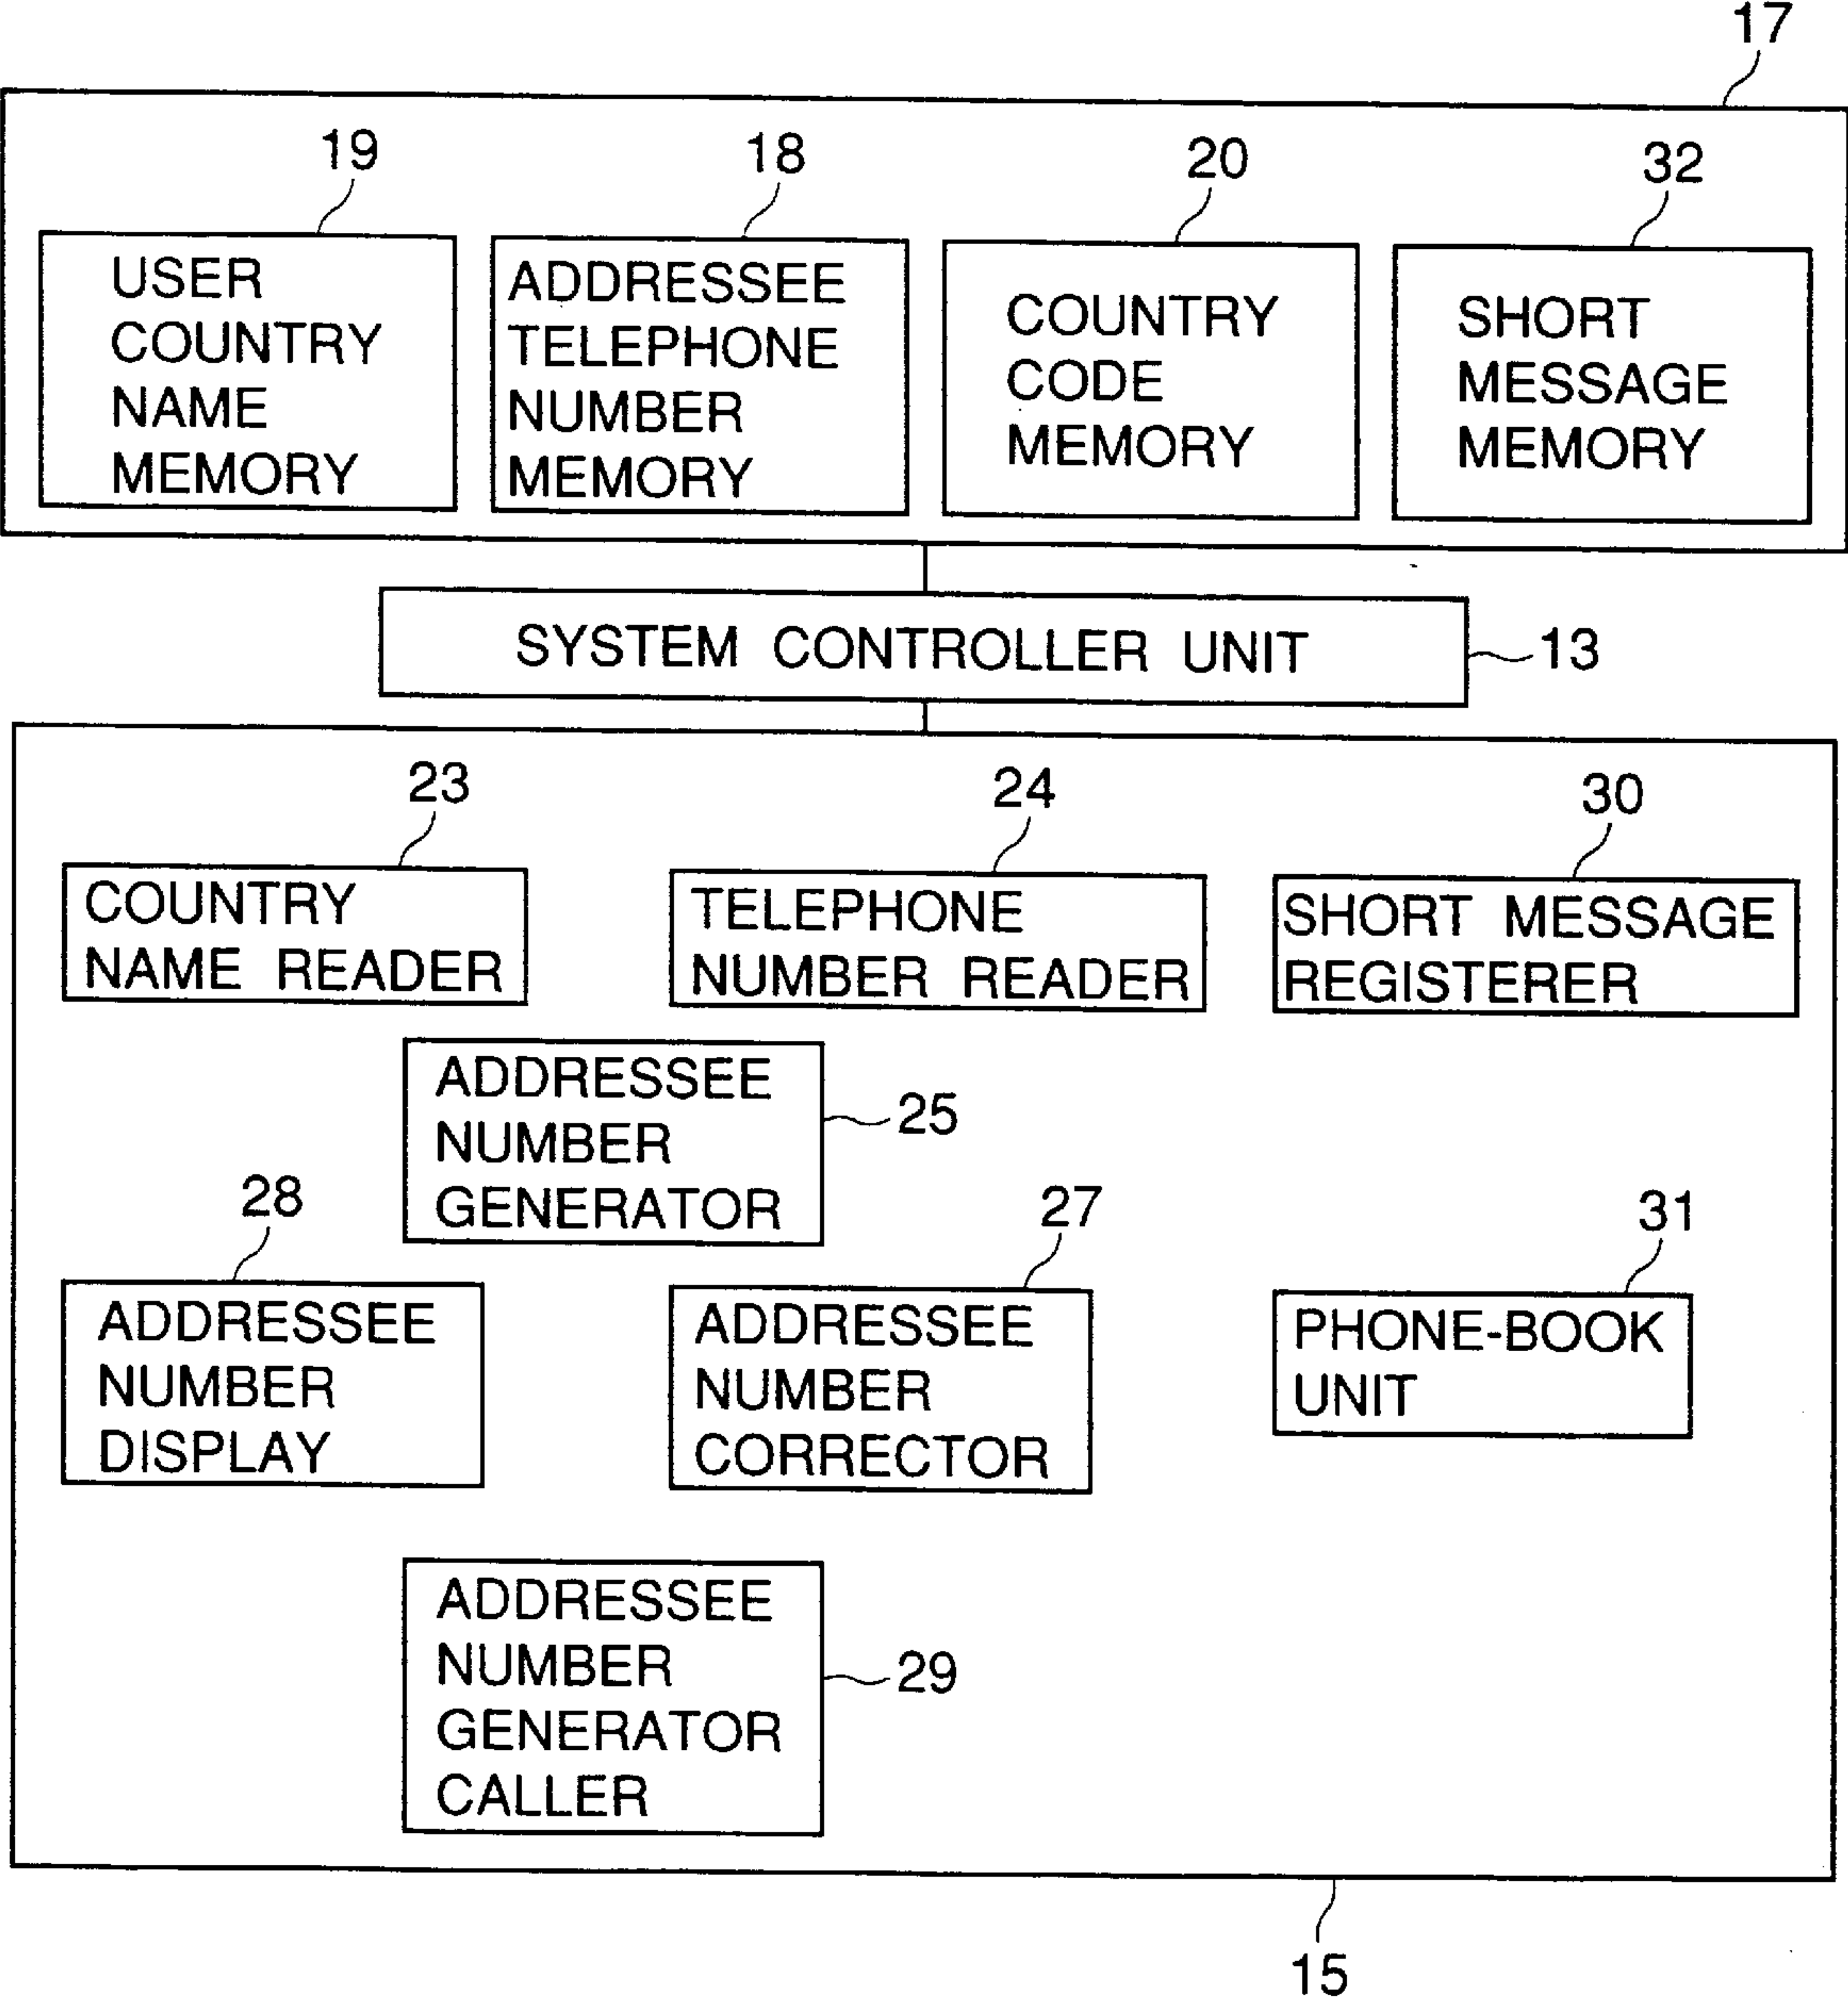 17
19
18
20
32
USER
COUNTRY
NAME
MEMORY
ADDRESSEE
TELEPHONE
NUMBER
MEMORY
COUNTRY
CODE
MEMORY
SHORT
MESSAGE
MEMORY
SYSTEM CONTROLLER UNIT
13
23
24
30
COUNTRY
NAME READER
TELEPHONE
NUMBER READER
SHORT MESSAGE
REGISTERER
ADDRESSEE
NUMBER
GENERATOR
25
28
27
31
ADDRESSEE
NUMBER
DISPLAY
ADDRESSEE
NUMBER
CORRECTOR
PHONE-BOOK
UNIT
ADDRESSEE
NUMBER
GENERATOR
CALLER
29
15